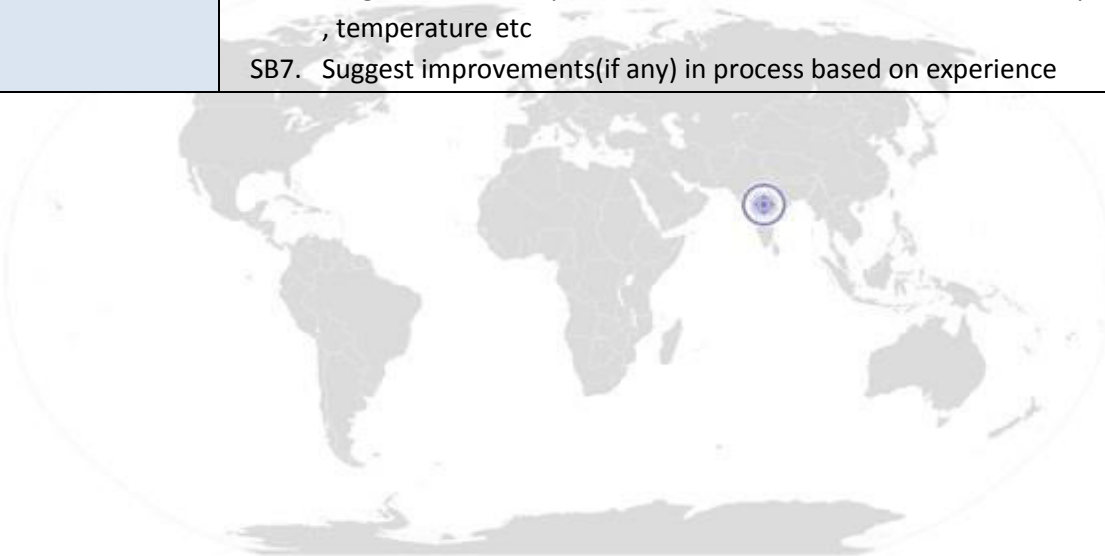 , temperature etc
SB7. Suggest improvements(if any) in process based on experience